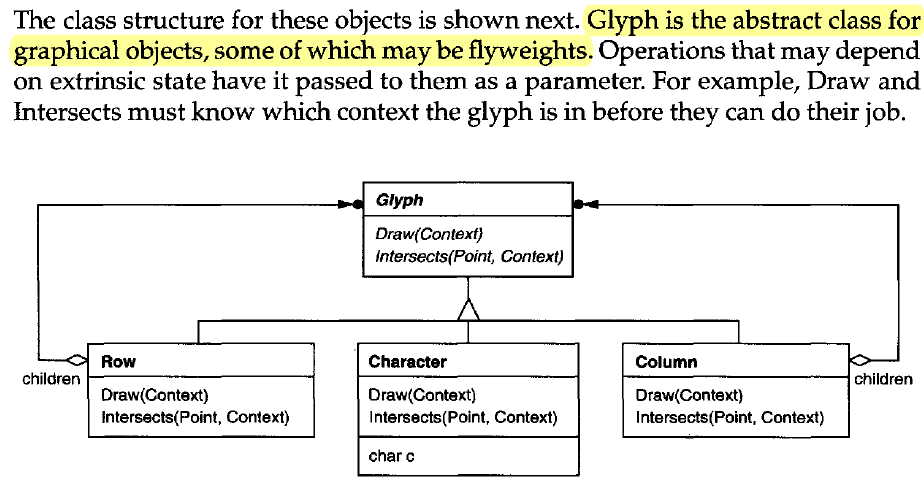 The class structure for these objects is shown next. Glyph is the abstract class for
graphical objects, some of which may be flyweights. Operations that may depend
on extrinsic state have it passed to them as a parameter. For example, Draw and
Intersects must know which context the glyph is in before they can do their job.
Glyph
Draw(Context)
Intersects(Point, Context)
children
Row
Draw(Context)
Intersects(Point, Context)
Character
Draw(Context)
Intersects(Point, Context)
char c
Column
Draw(Context)
Intersects(Point, Context)
children